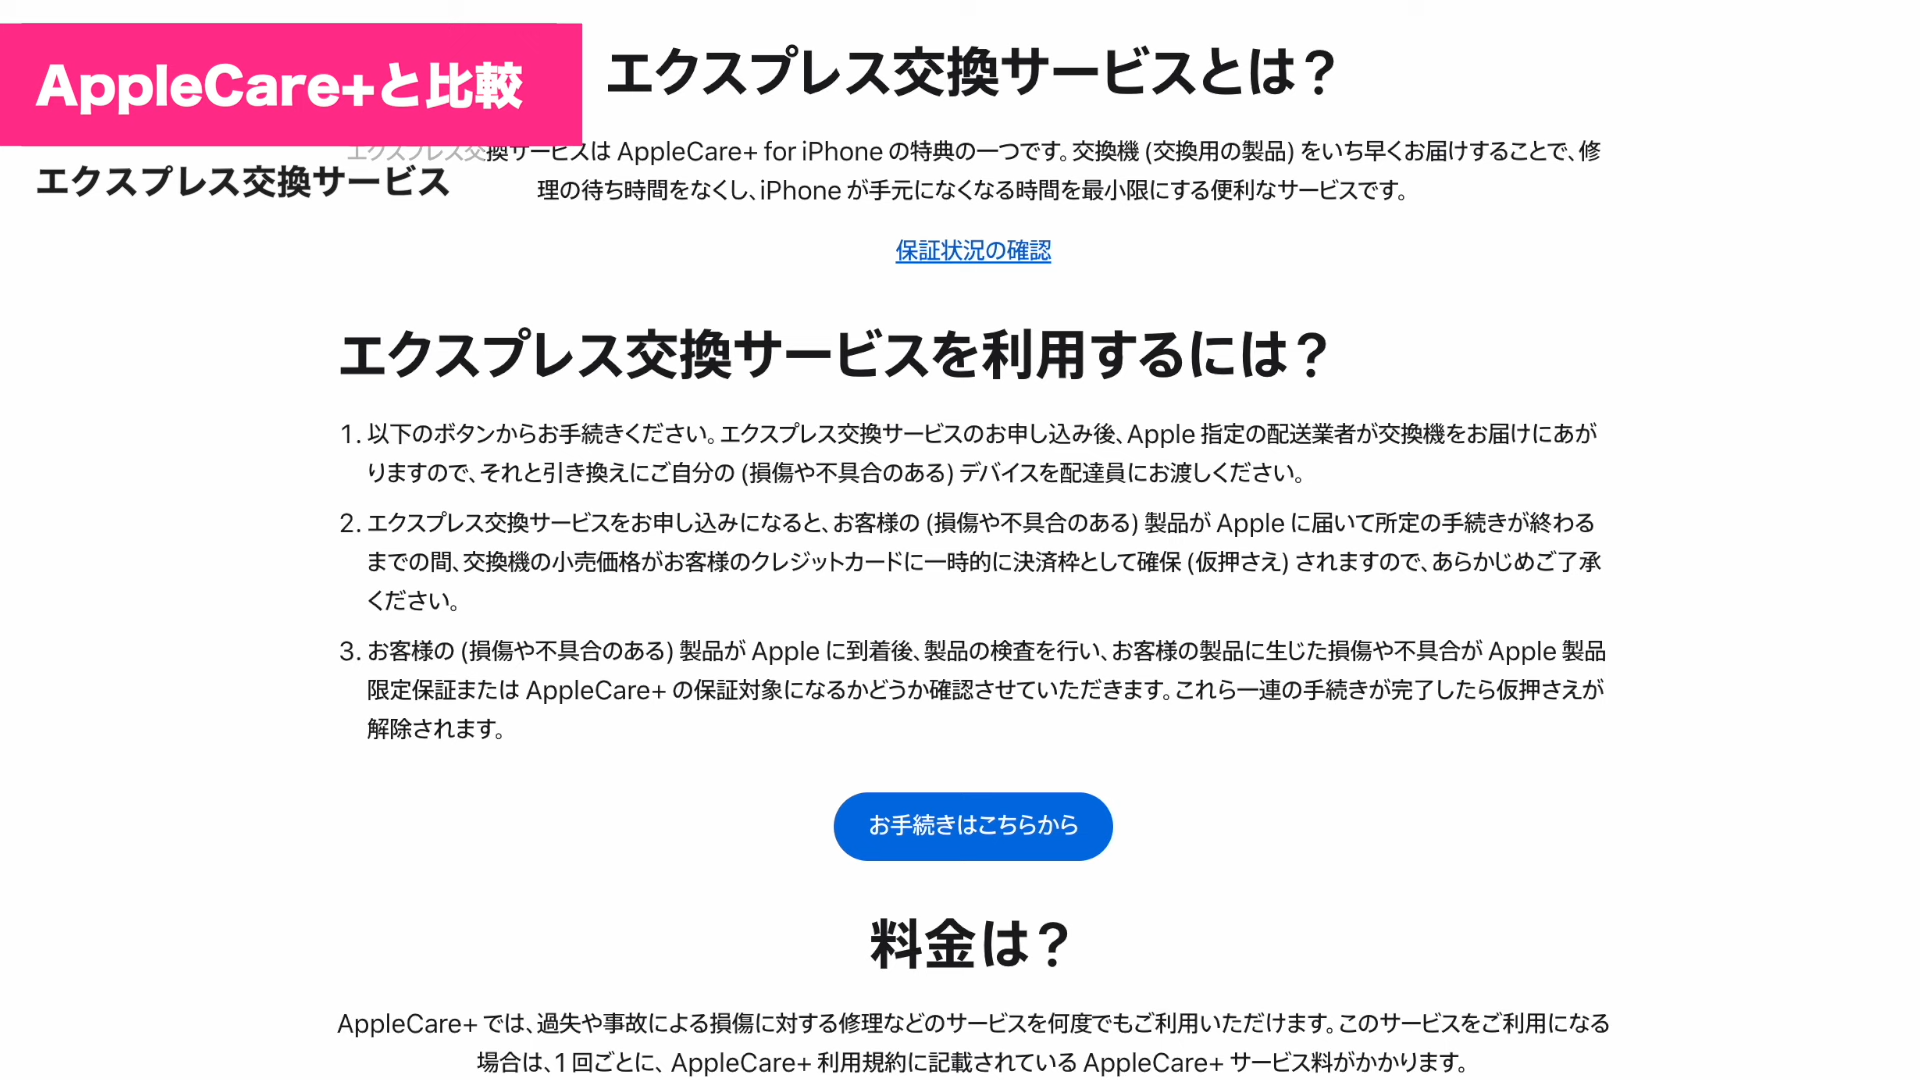 AppleCare+と比較
エクスプレス交換サービス
エクスプレス交換サービスとは？
エクスプレス交換サービスは AppleCare+ for iPhone の特典の一つです。交換機 (交換用の製品) をいち早くお届けすることで、修
理の待ち時間をなくし、iPhone が手元になくなる時間を最小限にする便利なサービスです。
保証状況の確認
エクスプレス交換サービスを利用するには？
1. 以下のボタンからお手続きください。エクスプレス交換サービスのお申し込み後、Apple 指定の配送業者が交換機をお届けにあが
りますので、それと引き換えにご自分の (損傷や不具合のある) デバイスを配達員にお渡しください。
2. エクスプレス交換サービスをお申し込みになると、お客様の (損傷や不具合のある) 製品が Apple に届いて所定の手続きが終わる
までの間、交換機の小売価格がお客様のクレジットカードに一時的に決済枠として確保 (仮押さえ) されますので、あらかじめご了承
ください。
3. お客様の (損傷や不具合のある) 製品が Apple に到着後、製品の検査を行い、お客様の製品に生じた損傷や不具合が Apple 製品
限定保証または AppleCare+ の保証対象になるかどうか確認させていただきます。これら一連の手続きが完了したら仮押さえが
解除されます。
お手続きはこちらから
料金は？
AppleCare+ では、過失や事故による損傷に対する修理などのサービスを何度でもご利用いただけます。このサービスをご利用になる
場合は、1 回ごとに、 AppleCare+ 利用規約に記載されている AppleCare+ サービス料がかかります。